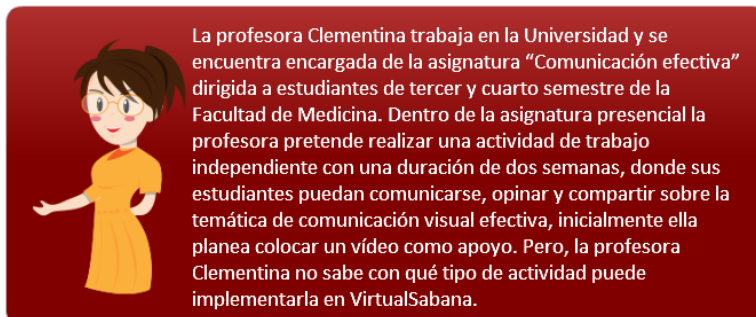 La profesora Clementina trabaja en la Universidad y se
encuentra encargada de la asignatura “Comunicación efectiva”
dirigida a estudiantes de tercer y cuarto semestre de la
Facultad de Medicina. Dentro de la asignatura presencial la
profesora pretende realizar una actividad de trabajo
independiente con una duración de dos semanas, donde sus
estudiantes puedan comunicarse, opinar y compartir sobre la
temática de comunicación visual efectiva, inicialmente ella
planea colocar un vídeo como apoyo. Pero, la profesora
Clementina no sabe con qué tipo de actividad puede
implementarla en VirtualSabana.